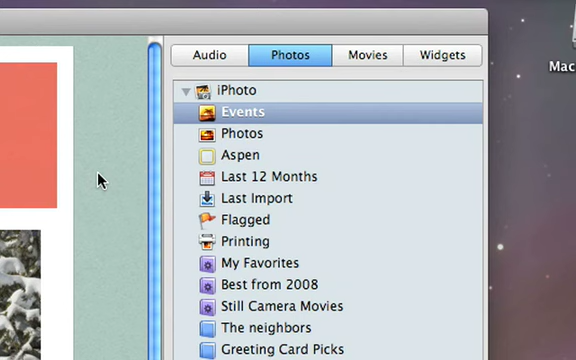 Audio Photos Movies Widgets
Mac
iPhoto
Events
Photos
Aspen
Last 12 Months
Last Import
Flagged
Printing
My Favorites
Best from 2008
Still Camera Movies
The neighbors
Greeting Card Picks